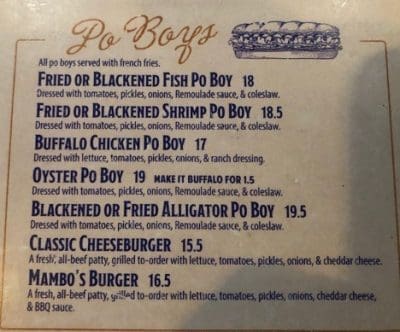 Po Boys
All po boys served with french fries.
Fried or Blackened Fish Po Boy 18
Dressed with tomatoes, pickles, onions, Remoulade sauce, & coleslaw.
Fried or Blackened Shrimp Po Boy 18.5
Dressed with tomatoes, pickles, onions, Remoulade sauce, & coleslaw.
Buffalo Chicken Po Boy 17
Dressed with lettuce, tomatoes, pickles, onions, & ranch dressing.
Oyster Po Boy 19 make it buffalo for 1.5
Dressed with tomatoes, pickles, onions, Remoulade sauce, & coleslaw.
Blackened or Fried Alligator Po Boy 19.5
Dressed with tomatoes, pickles, onions, Remoulade sauce, & coleslaw.
Classic Cheeseburger 15.5
A fresh, all-beef patty, grilled to-order with lettuce, tomatoes, pickles, onions, & cheddar cheese.
Mambo's Burger 16.5
A fresh, all-beef patty, grilled to-order with lettuce, tomatoes, pickles, onions, cheddar cheese,
& BBQ sauce.